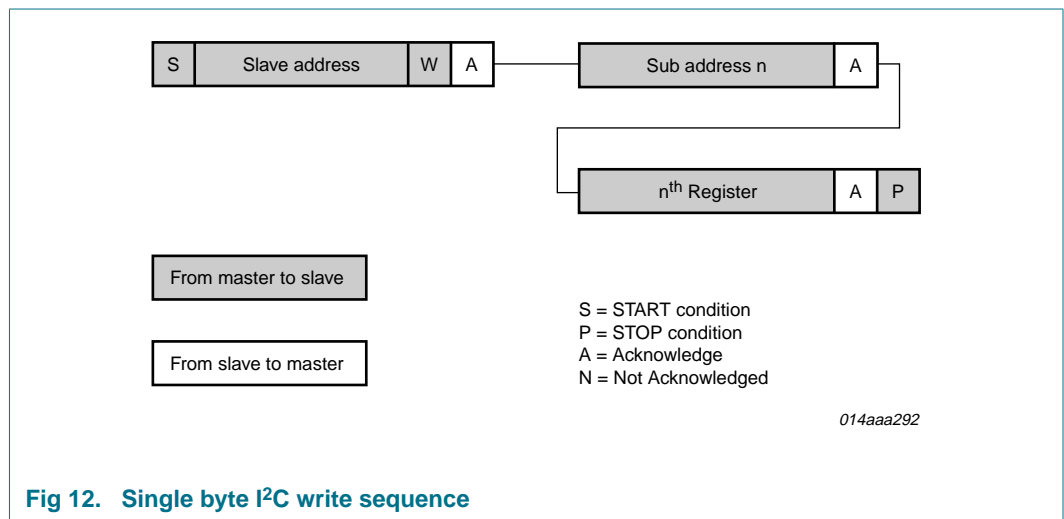 S Slave address W A Sub address n A
nth Register A P
From master to slave
From slave to master
S = START condition
P = STOP condition
A = Acknowledge
N = Not Acknowledged
014aaa292
Fig 12. Single byte I2C write sequence